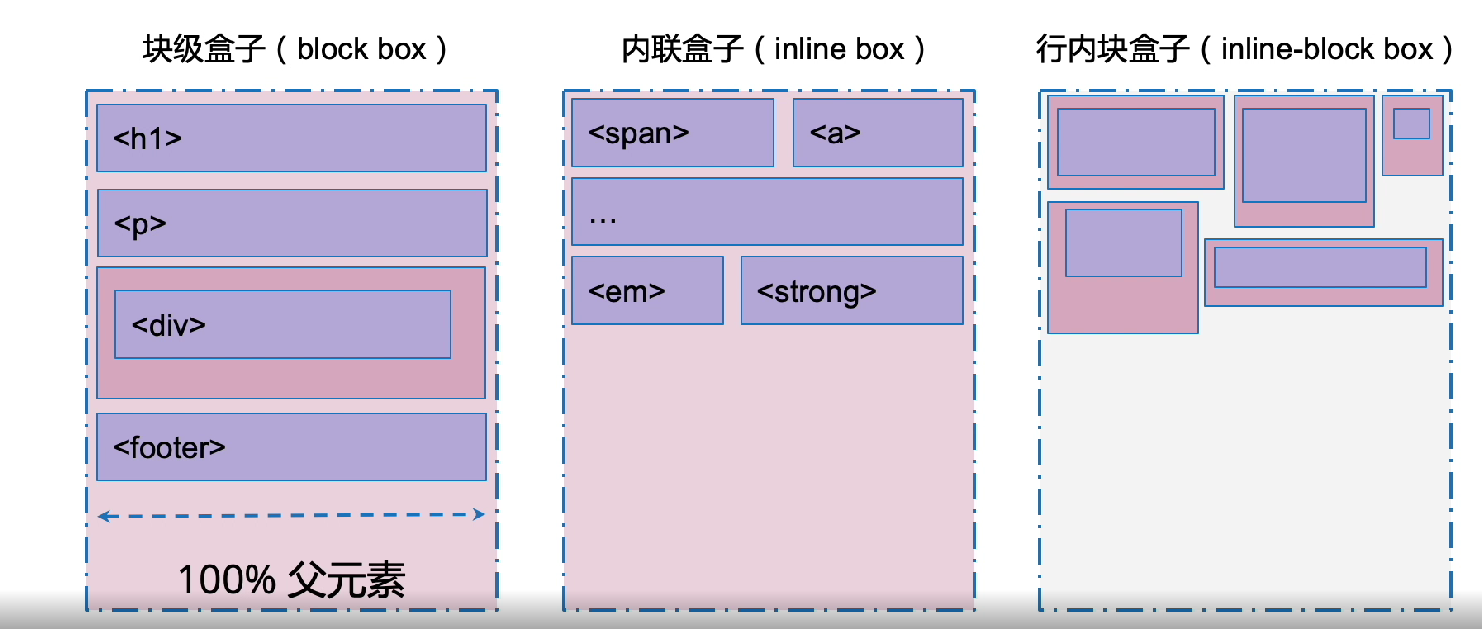 块级盒子（block box）
内联盒子（inline box）
行内块盒子（inline-block box）
<h1>
<p>
<div>
<footer>
100% 父元素
<span> <a>
...
<em> <strong>